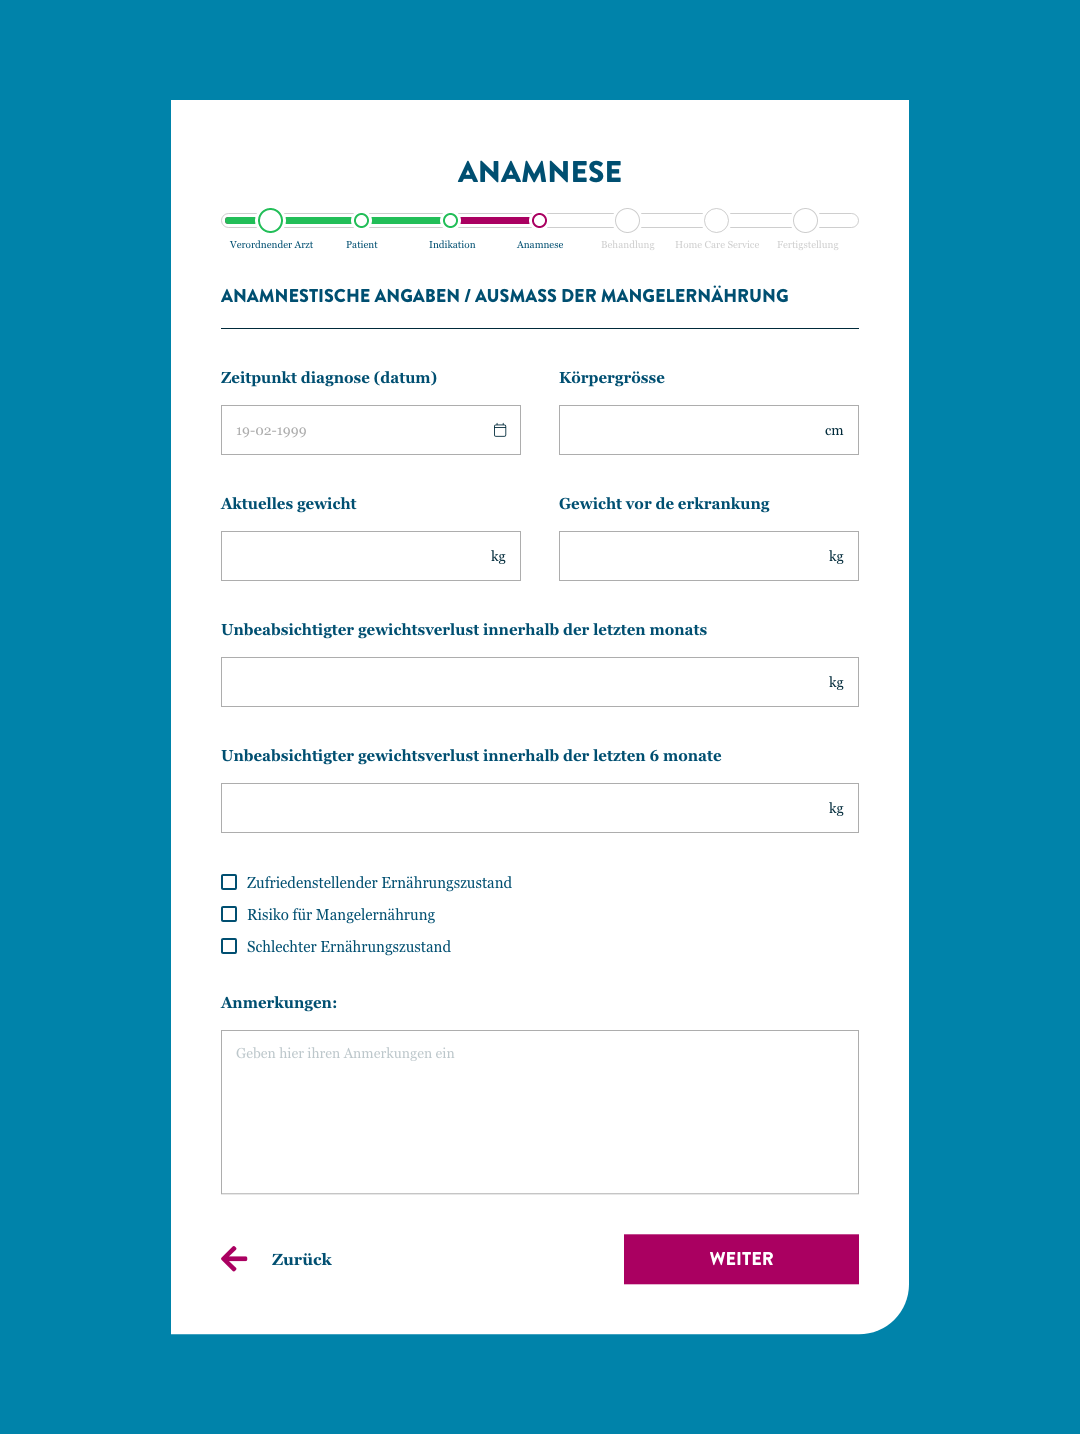 ANAMNESE
Verordnender Arzt Patient Indikation Anamnese Behandlung Home Care Service Fertigstellung
ANAMNESTISCHE ANGABEN / AUSMASS DER MANGELERNÄHRUNG
Zeitpunkt diagnose (datum) Körpergrösse
19-02-1999 cm
Aktuelles gewicht Gewicht vor de erkrankung
kg kg
Unbeabsichtigter gewichtsverlust innerhalb der letzten monats
kg
Unbeabsichtigter gewichtsverlust innerhalb der letzten 6 monate
kg
Zufriedenstellender Ernährungszustand
Risiko für Mangelernährung
Schlechter Ernährungszustand
Anmerkungen:
Geben hier ihren Anmerkungen ein
Zurück WEITER